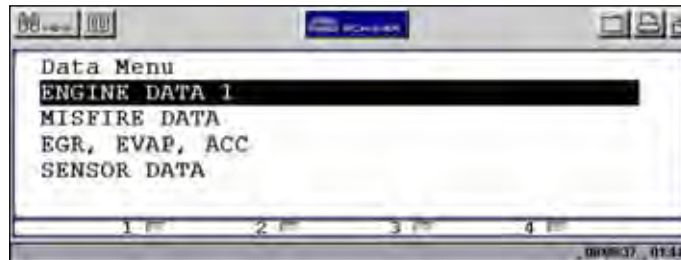 Data Menu
ENGINE DATA 1
MISFIRE DATA
EGR, EVAP, ACC
SENSOR DATA
1 2 3 4